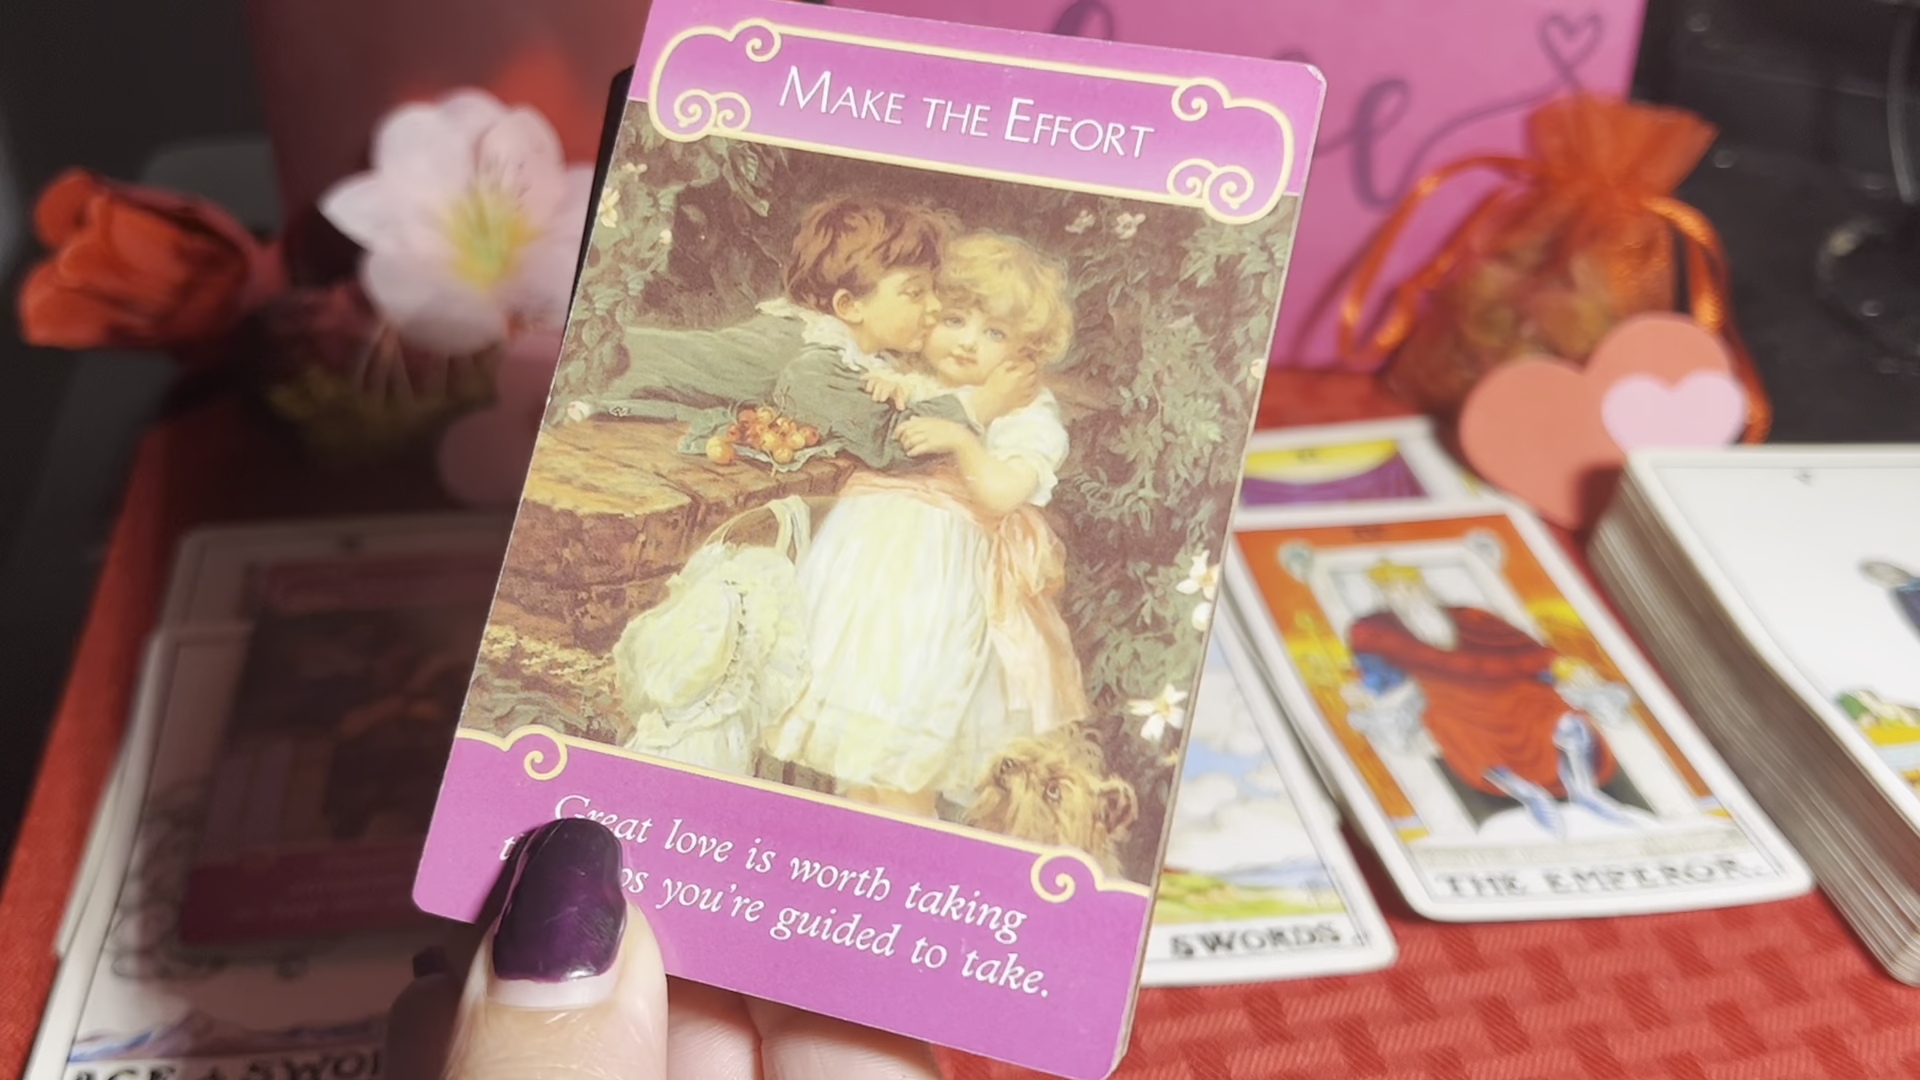 MAKE THE EFFORT
Great love is worth taking
you're guided to take.
THE EMPEROR.
SWORDS